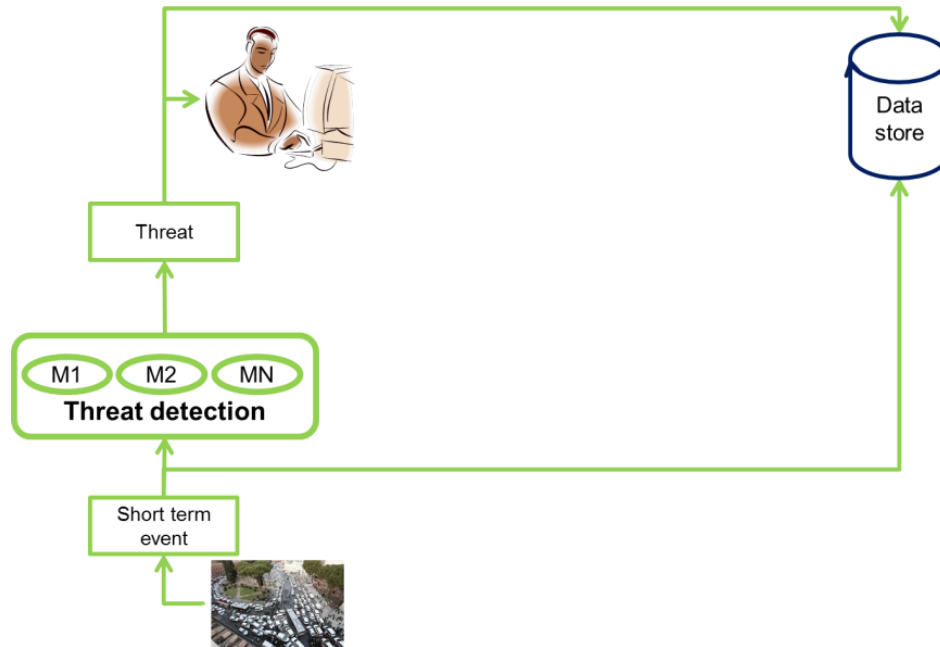 Data
store
Threat
M1 M2 MN
Threat detection
Short term
event